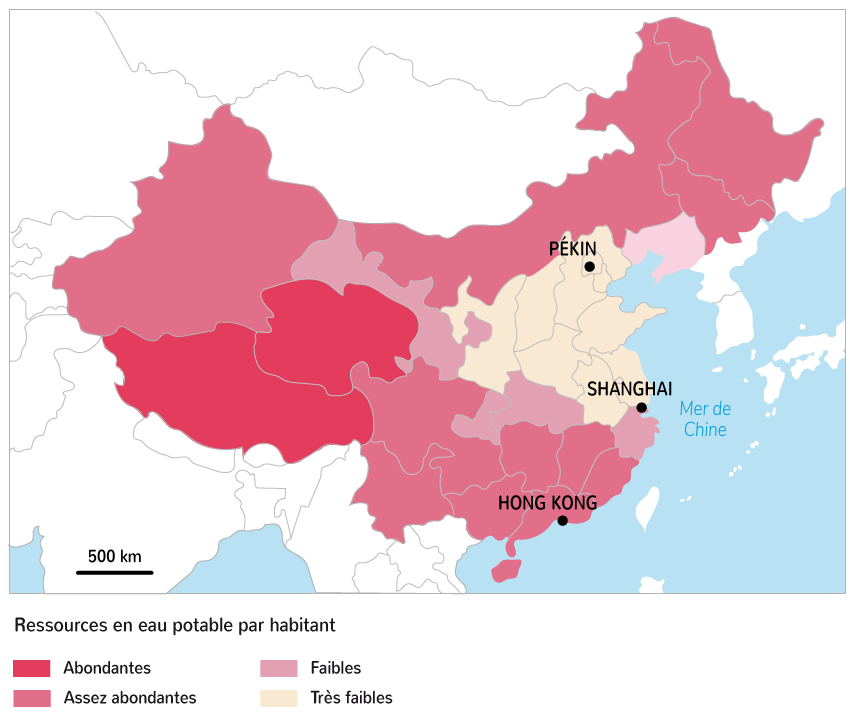 PÉKIN
SHANGHAI
Mer de
Chine
HONG KONG
500 km
Ressources en eau potable par habitant
Abondantes
Faibles
Assez abondantes
Très faibles